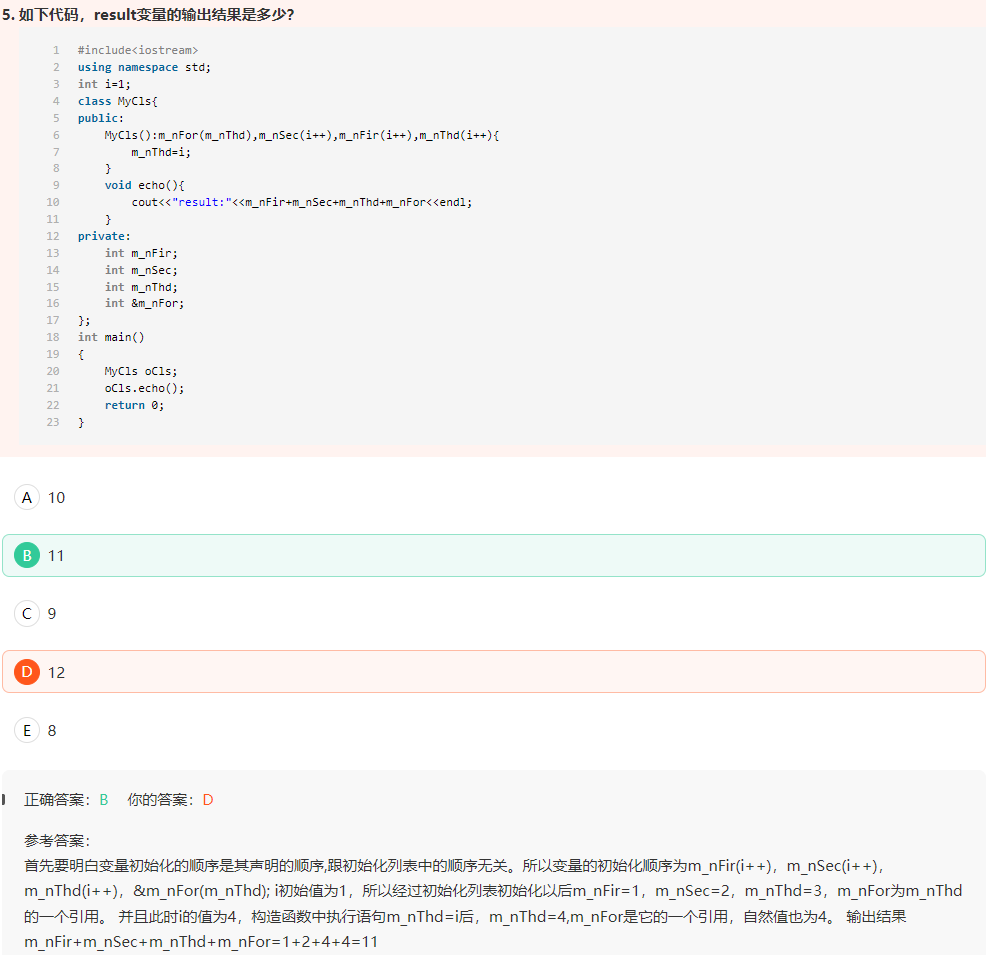 5. 如下代码，result变量的输出结果是多少?
1 #include<iostream>
2 using namespace std;
3 int i=1;
4 class MyCls{
5 public:
6 MyCls():m_nFor(m_nThd),m_nSec(i++),m_nFir(i++),m_nThd(i++){
7 m_nThd=i;
8 }
9 void echo(){
10 cout<<"result:"<<m_nFir+m_nSec+m_nThd+m_nFor<<endl;
11 }
12 private:
13 int m_nFir;
14 int m_nSec;
15 int m_nThd;
16 int &m_nFor;
17 };
18 int main()
19 {
20 MyCls oCls;
21 oCls.echo();
22 return 0;
23 }
A 10
B 11
C 9
D 12
E 8
正确答案：B 你的答案：D
参考答案：
首先要明白变量初始化的顺序是其声明的顺序,跟初始化列表中的顺序无关。所以变量的初始化顺序为m_nFir(i++)，m_nSec(i++)，
m_nThd(i++)，&m_nFor(m_nThd); i初始值为1，所以经过初始化列表初始化以后m_nFir=1，m_nSec=2，m_nThd=3，m_nFor为m_nThd
的一个引用。 并且此时i的值为4，构造函数中执行语句m_nThd=i后，m_nThd=4,m_nFor是它的一个引用，自然值也为4。 输出结果
m_nFir+m_nSec+m_nThd+m_nFor=1+2+4+4=11